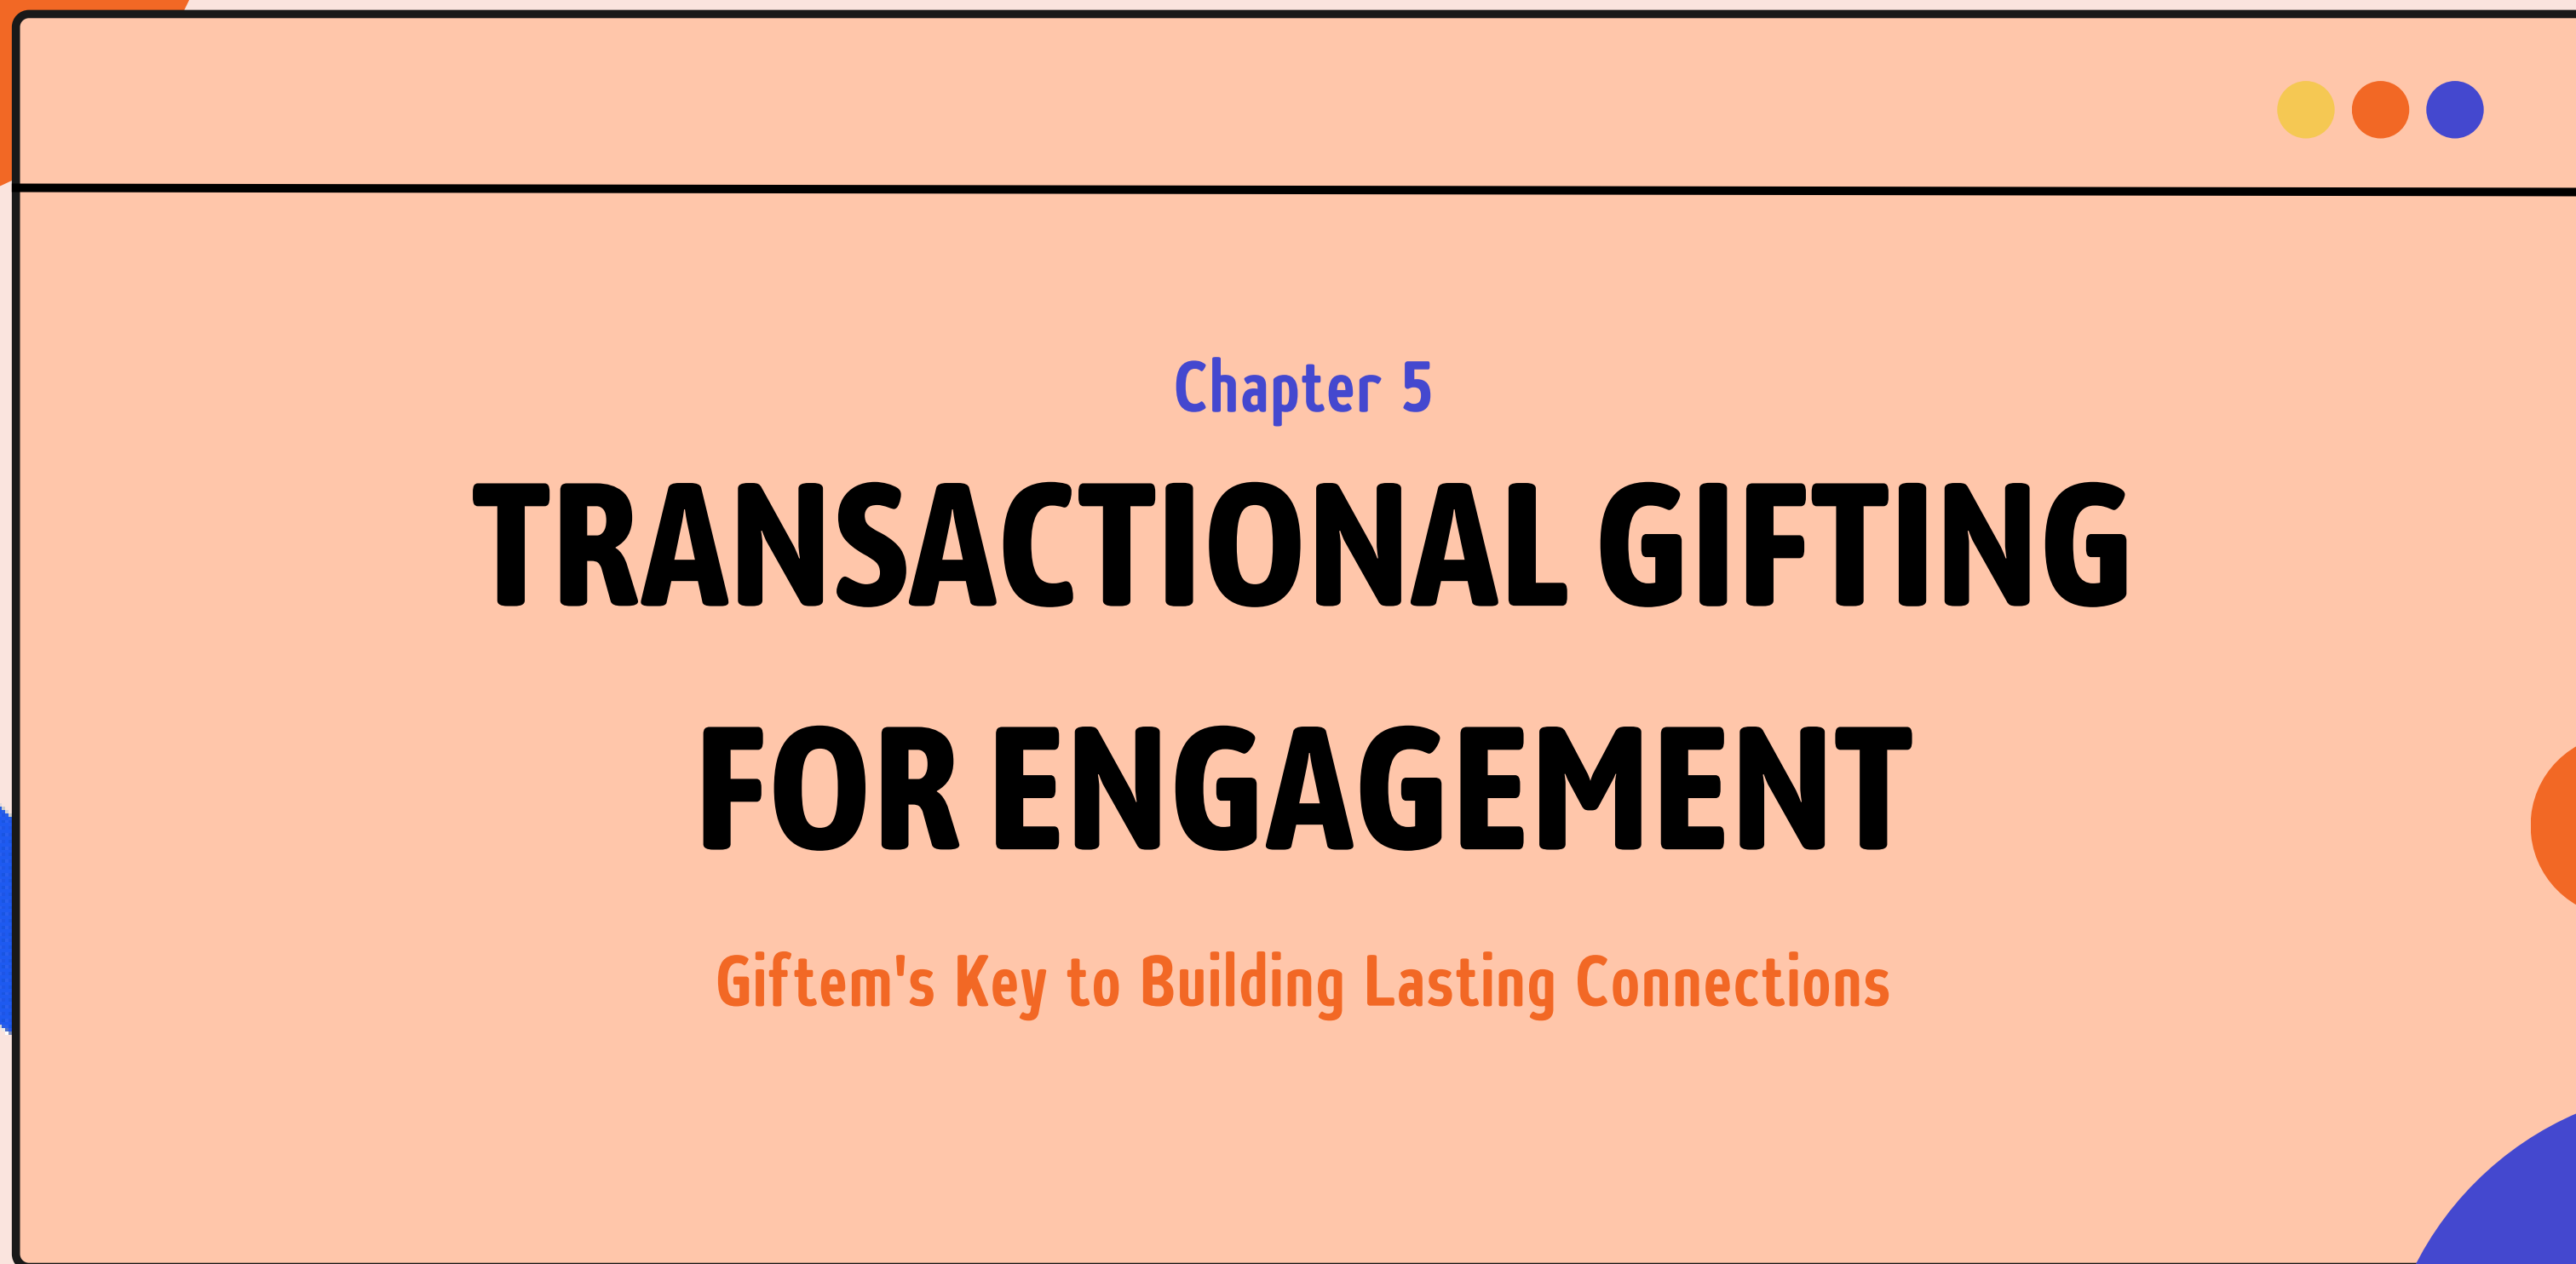 Chapter 5
TRANSACTIONAL GIFTING
FOR ENGAGEMENT
Giftem's Key to Building Lasting Connections